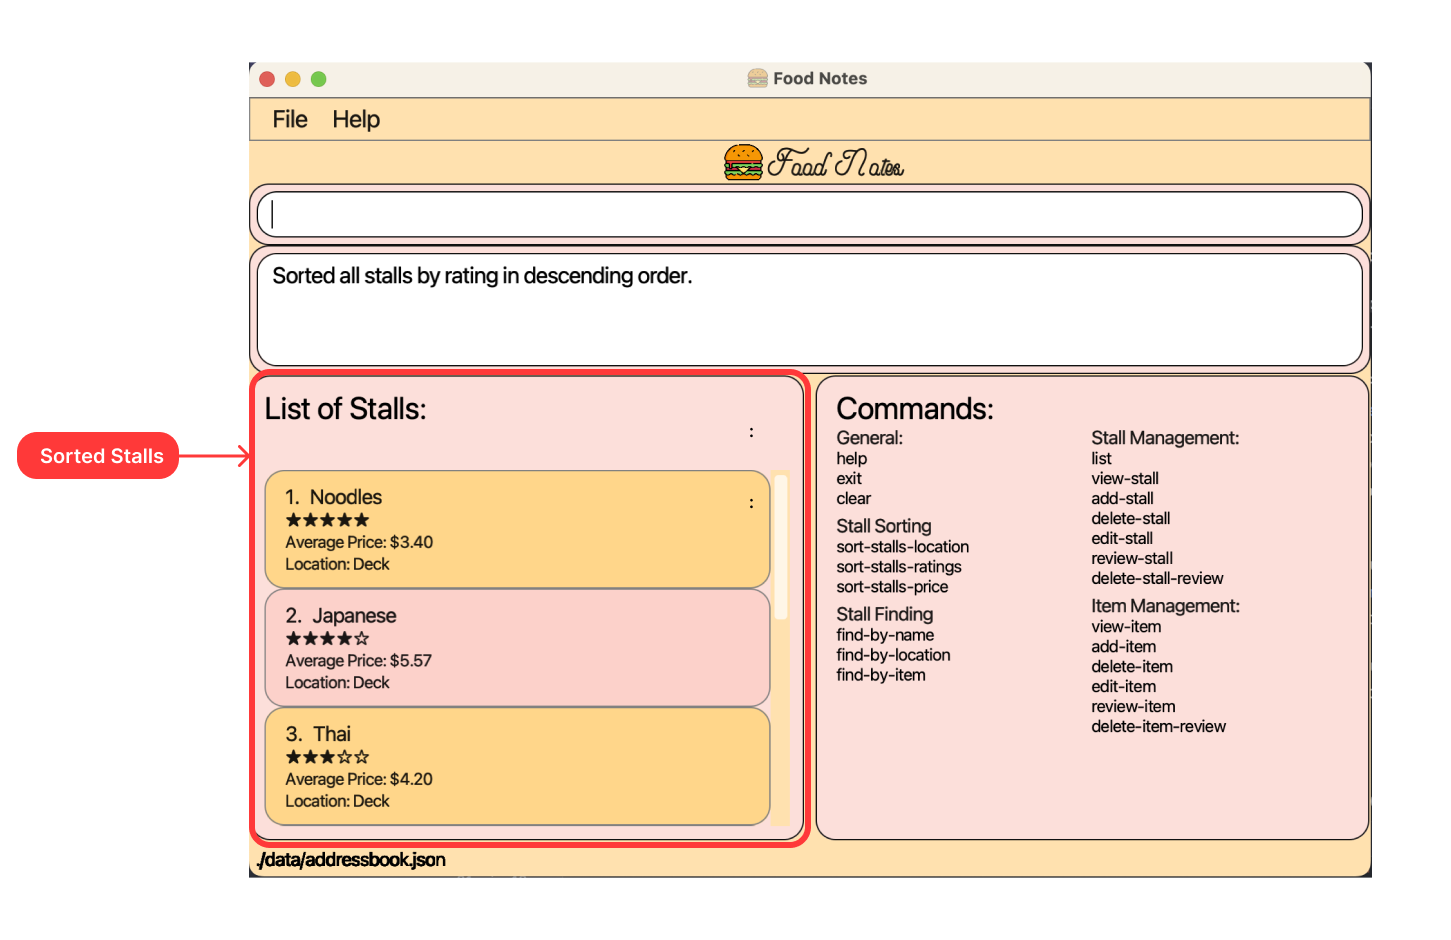 Food Notes
File Help
Food Notes
Sorted all stalls by rating in descending order.
Sorted Stalls
List of Stalls:
:
1. Noodles
:
★★★★★
Average Price: $3.40
Location: Deck
2. Japanese
★★★★☆
Average Price: $5.57
Location: Deck
3. Thai
★★★☆☆
Average Price: $4.20
Location: Deck
Commands:
General:
help
exit
clear
Stall Sorting
sort-stalls-location
sort-stalls-ratings
sort-stalls-price
Stall Finding
find-by-name
find-by-location
find-by-item
Stall Management:
list
view-stall
add-stall
delete-stall
edit-stall
review-stall
delete-stall-review
Item Management:
view-item
add-item
delete-item
edit-item
review-item
delete-item-review
./data/addressbook.json